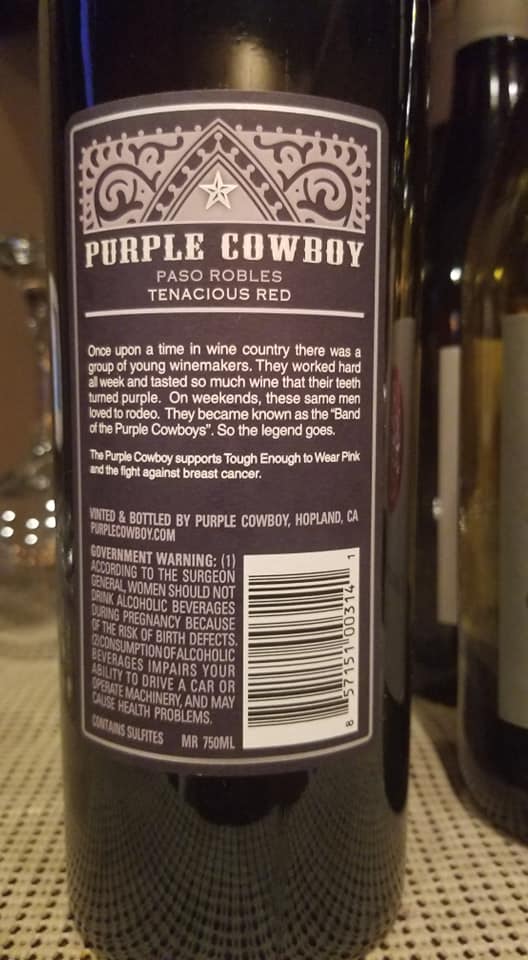 PURPLE COWBOY
PASO ROBLES
TENACIOUS RED
Once upon a time in wine country there was a
group of young winemakers. They worked hard
all week and tasted so much wine that their teeth
turned purple. On weekends, these same men
loved to rodeo. They became known as the "Band
of the Purple Cowboys". So the legend goes.
The Purple Cowboy supports Tough Enough to Wear Pink
and the fight against breast cancer.
VINTED & BOTTLED BY PURPLE COWBOY, HOPLAND, CA
PURPLECOWBOY.COM
GOVERNMENT WARNING: (1)
ACCORDING TO THE SURGEON
GENERAL, WOMEN SHOULD NOT
DRINK ALCOHOLIC BEVERAGES
DURING PREGNANCY BECAUSE
OF THE RISK OF BIRTH DEFECTS.
(2) CONSUMPTION OF ALCOHOLIC
BEVERAGES IMPAIRS YOUR
ABILITY TO DRIVE A CAR OR
OPERATE MACHINERY, AND MAY
CAUSE HEALTH PROBLEMS.
CONTAINS SULFITES MR 750ML
8 57151 00314 1